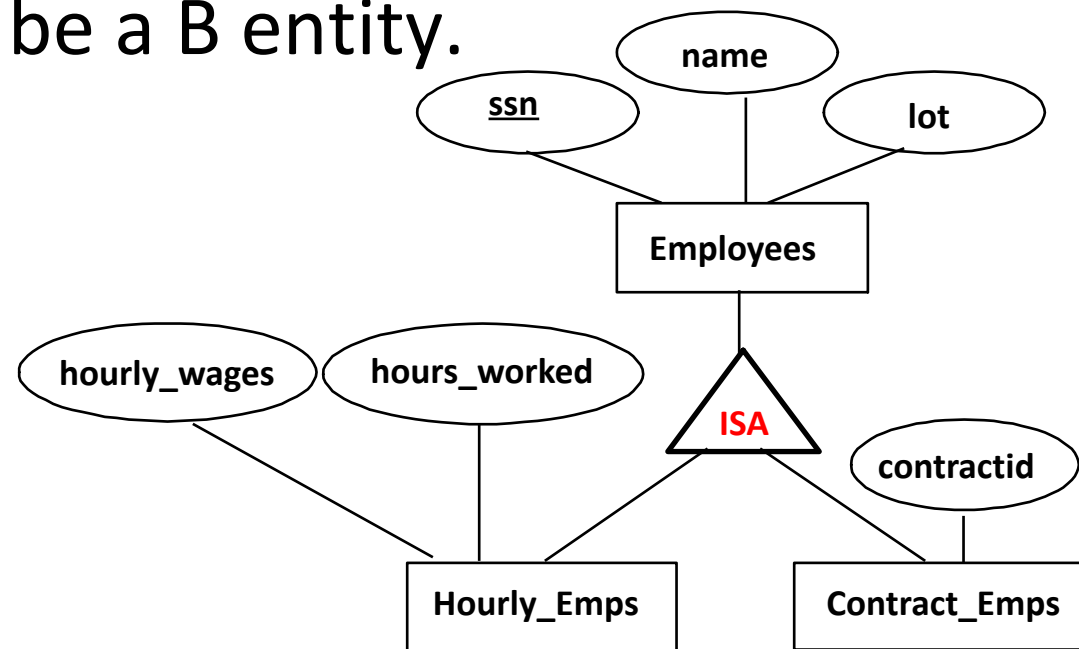 be a B entity.
name
ssn
lot
Employees
hourly_wages
hours_worked
ISA
contractid
Hourly_Emps
Contract_Emps